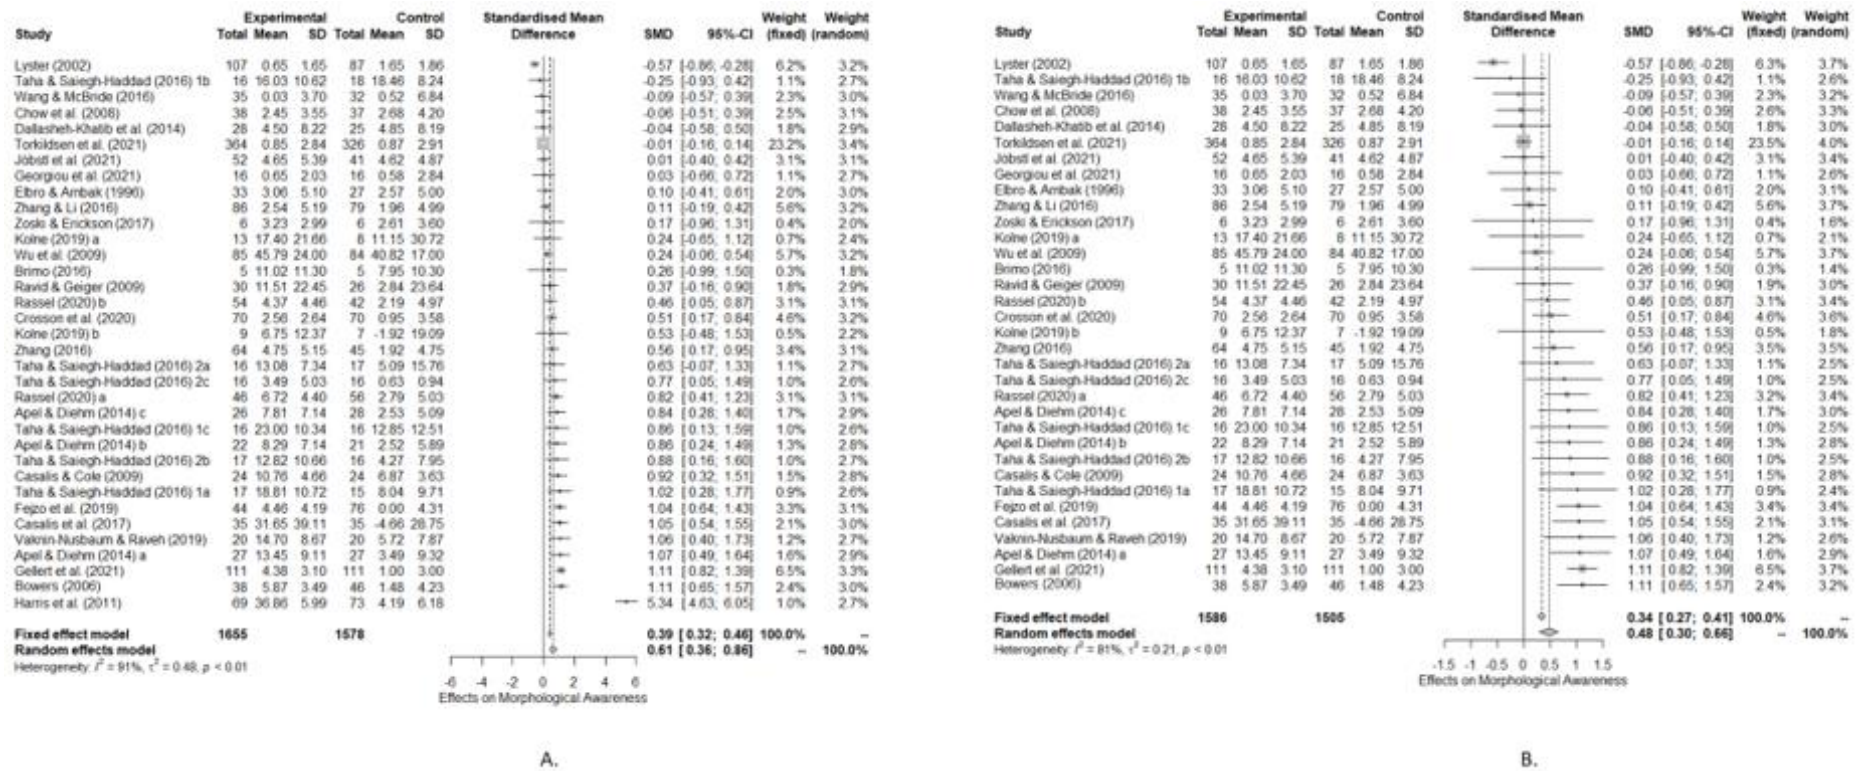 Experimental Control Standardised Mean Weight Weight
Study Total Mean SD Total Mean SD Difference SMD 95%-CI (fixed) (random)
Lyster (2002) 107 0.65 1.65 87 1.65 1.86 -0.57 [-0.86; -0.28] 6.2% 3.2%
Taha & Saiegh-Haddad (2016) 1b 16 16.03 10.62 18 18.46 8.24 -0.25 [-0.93; 0.42] 1.1% 2.7%
Wang & McBride (2016) 35 0.03 3.70 32 0.52 6.84 -0.09 [-0.57; 0.39] 2.3% 3.0%
Chow et al. (2008) 38 2.45 3.55 37 2.68 4.20 -0.06 [-0.51; 0.39] 2.5% 3.1%
Dallasheh-Khatib et al. (2014) 28 4.50 8.22 25 4.85 8.19 -0.04 [-0.58; 0.50] 1.8% 2.9%
Torkildsen et al. (2021) 364 0.85 2.84 326 0.87 2.91 -0.01 [-0.16; 0.14] 23.2% 3.4%
Jöbstl et al. (2021) 52 4.65 5.39 41 4.62 4.87 0.01 [-0.40; 0.42] 3.1% 3.1%
Georgiou et al. (2021) 16 0.65 2.03 16 0.58 2.84 0.03 [-0.66; 0.72] 1.1% 2.7%
Elbro & Arnbak (1996) 33 3.06 5.10 27 2.57 5.00 0.10 [-0.41; 0.61] 2.0% 3.0%
Zhang & Li (2016) 86 2.54 5.19 79 1.96 4.99 0.11 [-0.19; 0.42] 5.6% 3.2%
Zoski & Erickson (2017) 6 3.23 2.99 6 2.61 3.60 0.17 [-0.96; 1.31] 0.4% 2.0%
Kolne (2019) a 13 17.40 21.66 8 11.15 30.72 0.24 [-0.65; 1.12] 0.7% 2.4%
Wu et al. (2009) 85 45.79 24.00 84 40.82 17.00 0.24 [-0.06; 0.54] 5.7% 3.2%
Brimo (2016) 5 11.02 11.30 5 7.95 10.30 0.26 [-0.99; 1.50] 0.3% 1.8%
Ravid & Geiger (2009) 30 11.51 22.45 26 2.84 23.64 0.37 [-0.16; 0.90] 1.9% 2.9%
Rassel (2020) b 54 4.37 4.46 42 2.19 4.97 0.46 [ 0.05; 0.87] 3.1% 3.1%
Crosson et al. (2020) 70 2.56 2.64 70 0.95 3.58 0.51 [ 0.17; 0.84] 4.6% 3.2%
Kolne (2019) b 9 6.75 12.37 7 -1.92 19.09 0.53 [-0.48; 1.53] 0.5% 2.2%
Zhang (2016) 64 4.75 5.15 45 1.92 4.75 0.56 [ 0.17; 0.95] 3.4% 3.1%
Taha & Saiegh-Haddad (2016) 2a 16 13.08 7.34 17 5.09 15.76 0.63 [-0.07; 1.33] 1.1% 2.7%
Taha & Saiegh-Haddad (2016) 2c 16 3.49 5.03 16 0.63 0.94 0.77 [ 0.05; 1.49] 1.0% 2.7%
Rassel (2020) a 46 6.72 4.40 56 2.79 5.03 0.82 [ 0.41; 1.23] 3.1% 3.1%
Apel & Diehm (2014) c 26 7.81 7.14 28 2.53 5.09 0.84 [ 0.28; 1.40] 1.7% 2.9%
Taha & Saiegh-Haddad (2016) 1c 16 23.00 10.34 16 12.85 12.51 0.86 [ 0.13; 1.59] 1.0% 2.6%
Apel & Diehm (2014) b 22 8.29 7.14 21 2.52 5.89 0.86 [ 0.24; 1.49] 1.3% 2.8%
Taha & Saiegh-Haddad (2016) 2b 17 12.82 10.66 16 4.27 7.95 0.88 [ 0.16; 1.60] 1.0% 2.7%
Casalis & Cole (2009) 24 10.76 4.66 24 6.87 3.63 0.92 [ 0.32; 1.51] 1.5% 2.8%
Taha & Saiegh-Haddad (2016) 1a 17 18.81 10.72 15 8.04 9.71 1.02 [ 0.28; 1.77] 0.9% 2.6%
Fejzo et al. (2019) 44 4.46 4.19 76 0.00 4.31 1.04 [ 0.64; 1.43] 3.3% 3.1%
Casalis et al. (2017) 35 31.65 39.11 35 -4.66 28.75 1.05 [ 0.54; 1.55] 2.1% 3.0%
Vaknin-Nusbaum & Raveh (2019) 20 14.70 8.67 20 5.72 7.87 1.06 [ 0.40; 1.73] 1.2% 2.7%
Apel & Diehm (2014) a 27 13.45 9.11 27 3.49 9.32 1.07 [ 0.49; 1.64] 1.6% 2.9%
Gellert et al. (2021) 111 4.38 3.10 111 1.00 3.00 1.11 [ 0.82; 1.39] 6.5% 3.3%
Bowers (2006) 38 5.87 3.49 46 1.48 4.23 1.11 [ 0.65; 1.57] 2.4% 3.0%
Harris et al. (2011) 69 36.86 5.99 73 4.19 6.18 5.34 [ 4.63; 6.05] 1.0% 2.7%
Fixed effect model 1655 1578 0.39 [ 0.32; 0.46] 100.0% --
Random effects model 0.61 [ 0.36; 0.86] -- 100.0%
Heterogeneity: I² = 91%, τ² = 0.48, p < 0.01
-6 -4 -2 0 2 4 6
Effects on Morphological Awareness
A.
Experimental Control Standardised Mean Weight Weight
Study Total Mean SD Total Mean SD Difference SMD 95%-CI (fixed) (random)
Lyster (2002) 107 0.65 1.65 87 1.65 1.86 -0.57 [-0.86; -0.28] 6.3% 3.7%
Taha & Saiegh-Haddad (2016) 1b 16 16.03 10.62 18 18.46 8.24 -0.25 [-0.93; 0.42] 1.1% 2.6%
Wang & McBride (2016) 35 0.03 3.70 32 0.52 6.84 -0.09 [-0.57; 0.39] 2.3% 3.2%
Chow et al. (2008) 38 2.45 3.55 37 2.68 4.20 -0.06 [-0.51; 0.39] 2.6% 3.3%
Dallasheh-Khatib et al. (2014) 28 4.50 8.22 25 4.85 8.19 -0.04 [-0.58; 0.50] 1.8% 3.0%
Torkildsen et al. (2021) 364 0.85 2.84 326 0.87 2.91 -0.01 [-0.16; 0.14] 23.5% 4.0%
Jöbstl et al. (2021) 52 4.65 5.39 41 4.62 4.87 0.01 [-0.40; 0.42] 3.1% 3.4%
Georgiou et al. (2021) 16 0.65 2.03 16 0.58 2.84 0.03 [-0.66; 0.72] 1.1% 2.6%
Elbro & Arnbak (1996) 33 3.06 5.10 27 2.57 5.00 0.10 [-0.41; 0.61] 2.0% 3.1%
Zhang & Li (2016) 86 2.54 5.19 79 1.96 4.99 0.11 [-0.19; 0.42] 5.6% 3.7%
Zoski & Erickson (2017) 6 3.23 2.99 6 2.61 3.60 0.17 [-0.96; 1.31] 0.4% 1.6%
Kolne (2019) a 13 17.40 21.66 8 11.15 30.72 0.24 [-0.65; 1.12] 0.7% 2.1%
Wu et al. (2009) 85 45.79 24.00 84 40.82 17.00 0.24 [-0.06; 0.54] 5.7% 3.7%
Brimo (2016) 5 11.02 11.30 5 7.95 10.30 0.26 [-0.99; 1.50] 0.3% 1.4%
Ravid & Geiger (2009) 30 11.51 22.45 26 2.84 23.64 0.37 [-0.16; 0.90] 1.9% 3.0%
Rassel (2020) b 54 4.37 4.46 42 2.19 4.97 0.46 [ 0.05; 0.87] 3.1% 3.4%
Crosson et al. (2020) 70 2.56 2.64 70 0.95 3.58 0.51 [ 0.17; 0.84] 4.6% 3.6%
Kolne (2019) b 9 6.75 12.37 7 -1.92 19.09 0.53 [-0.48; 1.53] 0.5% 1.8%
Zhang (2016) 64 4.75 5.15 45 1.92 4.75 0.56 [ 0.17; 0.95] 3.5% 3.5%
Taha & Saiegh-Haddad (2016) 2a 16 13.08 7.34 17 5.09 15.76 0.63 [-0.07; 1.33] 1.1% 2.5%
Taha & Saiegh-Haddad (2016) 2c 16 3.49 5.03 16 0.63 0.94 0.77 [ 0.05; 1.49] 1.0% 2.5%
Rassel (2020) a 46 6.72 4.40 56 2.79 5.03 0.82 [ 0.41; 1.23] 3.2% 3.4%
Apel & Diehm (2014) c 26 7.81 7.14 28 2.53 5.09 0.84 [ 0.28; 1.40] 1.7% 3.0%
Taha & Saiegh-Haddad (2016) 1c 16 23.00 10.34 16 12.85 12.51 0.86 [ 0.13; 1.59] 1.0% 2.5%
Apel & Diehm (2014) b 22 8.29 7.14 21 2.52 5.89 0.86 [ 0.24; 1.49] 1.4% 2.8%
Taha & Saiegh-Haddad (2016) 2b 17 12.82 10.66 16 4.27 7.95 0.88 [ 0.16; 1.60] 1.0% 2.5%
Casalis & Cole (2009) 24 10.76 4.66 24 6.87 3.63 0.92 [ 0.32; 1.51] 1.5% 2.8%
Taha & Saiegh-Haddad (2016) 1a 17 18.81 10.72 15 8.04 9.71 1.02 [ 0.28; 1.77] 0.9% 2.4%
Fejzo et al. (2019) 44 4.46 4.19 76 0.00 4.31 1.04 [ 0.64; 1.43] 3.4% 3.4%
Casalis et al. (2017) 35 31.65 39.11 35 -4.66 28.75 1.05 [ 0.54; 1.55] 2.1% 3.1%
Vaknin-Nusbaum & Raveh (2019) 20 14.70 8.67 20 5.72 7.87 1.06 [ 0.40; 1.73] 1.2% 2.6%
Apel & Diehm (2014) a 27 13.45 9.11 27 3.49 9.32 1.07 [ 0.49; 1.64] 1.6% 2.9%
Gellert et al. (2021) 111 4.38 3.10 111 1.00 3.00 1.11 [ 0.82; 1.39] 6.5% 3.7%
Bowers (2006) 38 5.87 3.49 46 1.48 4.23 1.11 [ 0.65; 1.57] 2.4% 3.2%
Fixed effect model 1586 1505 0.34 [ 0.27; 0.41] 100.0% --
Random effects model 0.48 [ 0.30; 0.66] -- 100.0%
Heterogeneity: I² = 81%, τ² = 0.21, p < 0.01
-1.5 -1 -0.5 0 0.5 1 1.5
Effects on Morphological Awareness
B.